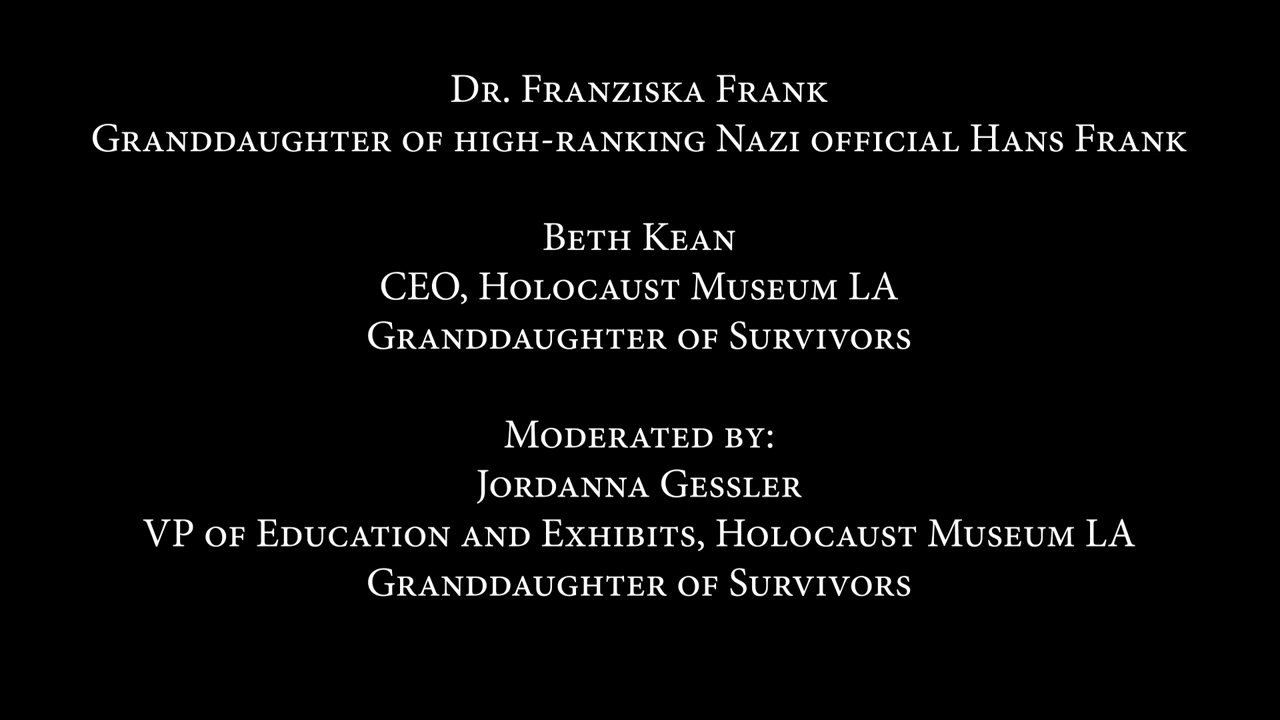 Dr. Franziska Frank
Granddaughter of high-ranking Nazi official Hans Frank
Beth Kean
CEO, Holocaust Museum LA
Granddaughter of Survivors
Moderated by:
Jordanna Gessler
VP of Education and Exhibits, Holocaust Museum LA
Granddaughter of Survivors